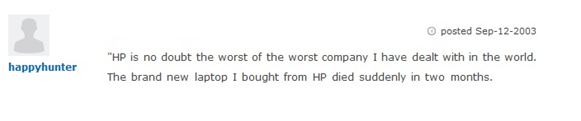 posted Sep-12-2003
happyhunter
"HP is no doubt the worst of the worst company I have dealt with in the world.
The brand new laptop I bought from HP died suddenly in two months.